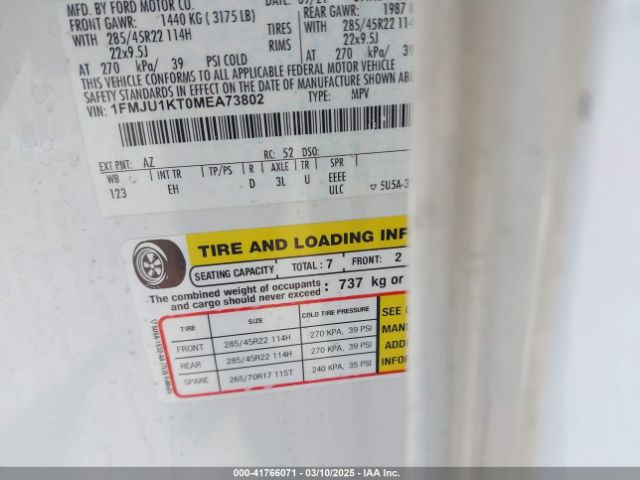 MFD. BY FORD MOTOR CO.
FRONT GAWR: 1440 KG ( 3175 LB) REAR GAWR: 1987 K
WITH 285/45R22 114H TIRES WITH 285/45R22 114
22x9.5J RIMS 22x9.5J
AT 270 kPa/ 39 PSI COLD AT 270 kPa/ 39
THIS VEHICLE CONFORMS TO ALL APPLICABLE FEDERAL MOTOR VEHICLE
SAFETY STANDARDS IN EFFECT ON THE DATE OF MANUFACTURE SHOWN
VIN: 1FMJU1KT0MEA73802 TYPE: MPV
EXT PNT: AZ RC: 52 DSO:
WB INT TR TP/PS R AXLE TR SPR
123 EH D 3L U EEEE
ULC
TIRE AND LOADING INF
SEATING CAPACITY TOTAL: 7 FRONT: 2
The combined weight of occupants
and cargo should never exceed : 737 kg or
TIRE SIZE COLD TIRE PRESSURE SEE
FRONT 285/45R22 114H 270 KPA, 39 PSI MAN
REAR 285/45R22 114H 270 KPA, 39 PSI ADD
SPARE 265/70R17 115T 240 KPA, 35 PSI INFOR
000-41766071 | 03/10/2025 | IAAI.COM